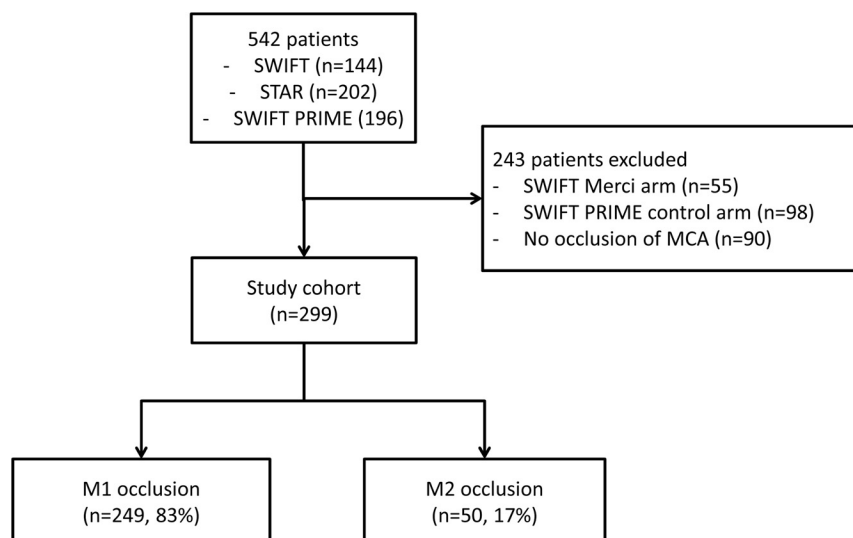 542 patients
- SWIFT (n=144)
- STAR (n=202)
- SWIFT PRIME (196)
243 patients excluded
- SWIFT Merci arm (n=55)
- SWIFT PRIME control arm (n=98)
- No occlusion of MCA (n=90)
Study cohort
(n=299)
M1 occlusion
(n=249, 83%)
M2 occlusion
(n=50, 17%)